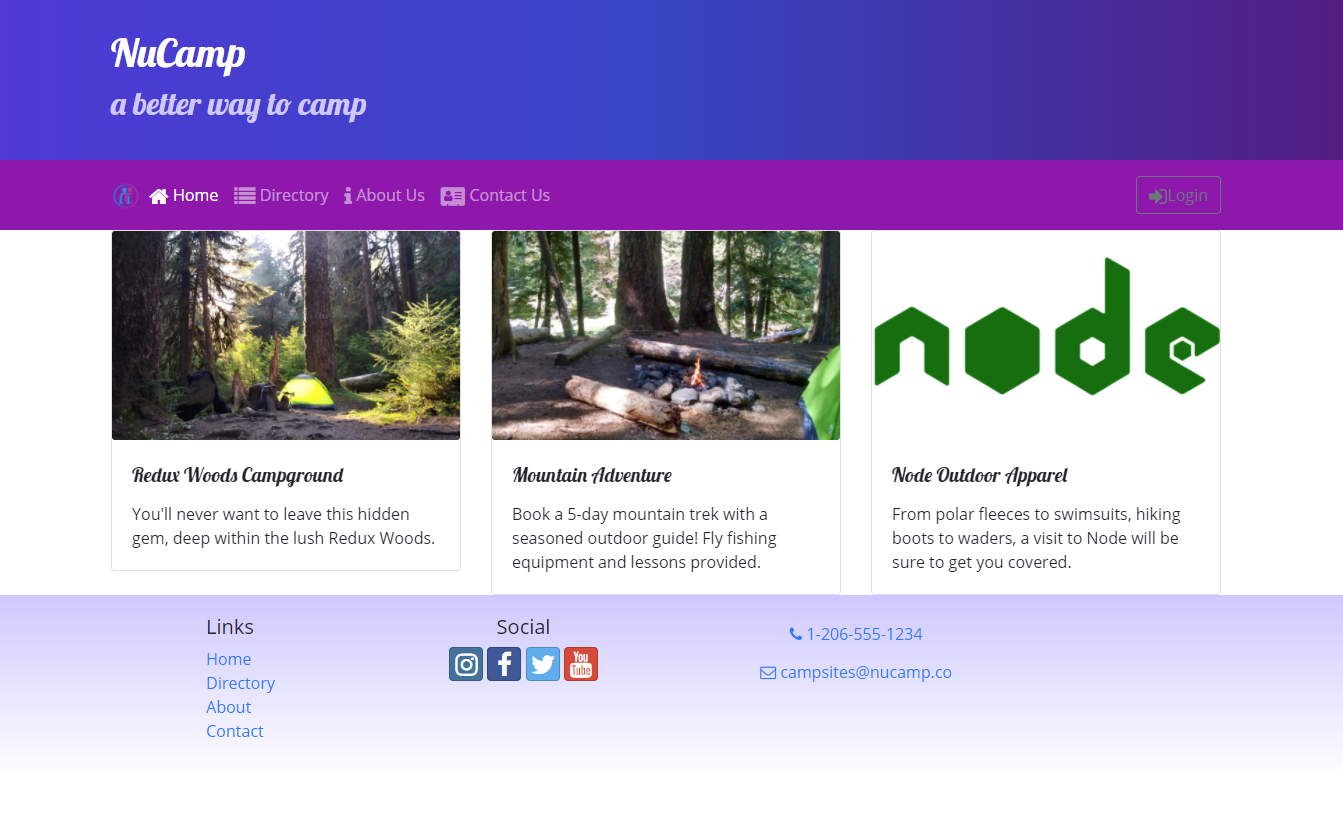 NuCamp
a better way to camp
Home Directory About Us Contact Us Login
node
Redux Woods Campground
You'll never want to leave this hidden
gem, deep within the lush Redux Woods.
Mountain Adventure
Book a 5-day mountain trek with a
seasoned outdoor guide! Fly fishing
equipment and lessons provided.
Node Outdoor Apparel
From polar fleeces to swimsuits, hiking
boots to waders, a visit to Node will be
sure to get you covered.
Links
Home
Directory
About
Contact
Social
You
Tube
1-206-555-1234
campsites@nucamp.co